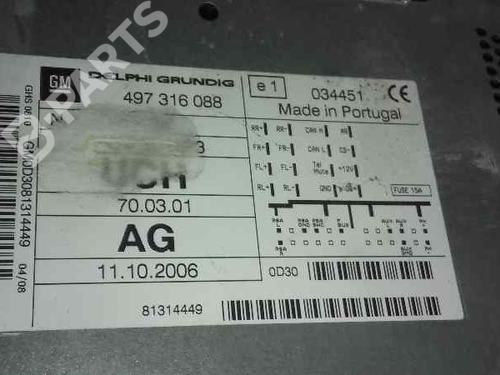 GM DELPHI GRUNDIG
497 316 088
e 1 034451 CE
Made in Portugal
70.03.01
AG
11.10.2006
81314449
RR+ RR- CAN H
FR+ FR- CAN L
FL+ FL- Tel Mute +12V
RL+ RL- GND
FUSE 15A
0D30
GM0D3081314449
04/08
B-PARTS